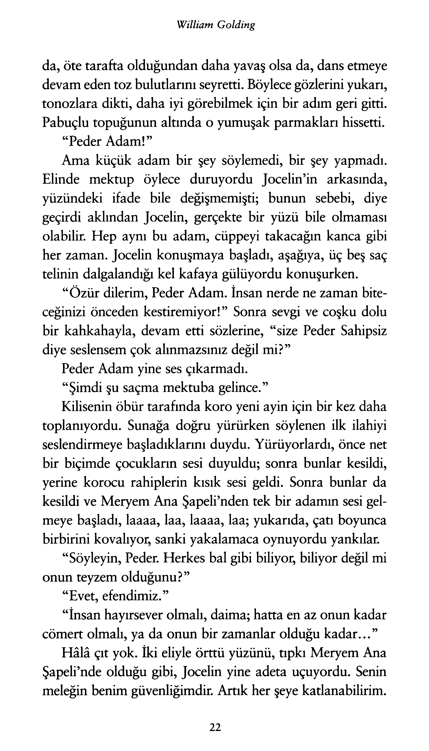 William Golding
da, öte tarafta olduğundan daha yavaş olsa da, dans etmeye
devam eden toz bulutlarını seyretti. Böylece gözlerini yukarı,
tonozlara dikti, daha iyi görebilmek için bir adım geri gitti.
Pabuçlu topuğunun altında o yumuşak parmakları hissetti.
“Peder Adam!”
Ama küçük adam bir şey söylemedi, bir şey yapmadı.
Elinde mektup öylece duruyordu Jocelin’in arkasında,
yüzündeki ifade bile değişmemişti; bunun sebebi, diye
geçirdi aklından Jocelin, gerçekte bir yüzü bile olmaması
olabilir. Hep aynı bu adam, cüppeyi takacağın kanca gibi
her zaman. Jocelin konuşmaya başladı, aşağıya, üç beş saç
telinin dalgalandığı kel kafaya gülüyordu konuşurken.
“Özür dilerim, Peder Adam. İnsan nerde ne zaman bite-
ceğinizi önceden kestiremiyor!” Sonra sevgi ve coşku dolu
bir kahkahayla, devam etti sözlerine, “size Peder Sahipsiz
diye seslensem çok alınmazsınız değil mi?”
Peder Adam yine ses çıkarmadı.
“Şimdi şu saçma mektuba gelince.”
Kilisenin öbür tarafında koro yeni ayin için bir kez daha
toplanıyordu. Sunağa doğru yürürken söylenen ilk ilahiyi
seslendirmeye başladıklarını duydu. Yürüyorlardı, önce net
bir biçimde çocukların sesi duyuldu; sonra bunlar kesildi,
yerine korocu rahiplerin kısık sesi geldi. Sonra bunlar da
kesildi ve Meryem Ana Şapeli’nden tek bir adamın sesi gel-
meye başladı, laaaa, laa, laaaa, laa; yukarıda, çatı boyunca
birbirini kovalıyor, sanki yakalamaca oynuyordu yankılar.
“Söyleyin, Peder. Herkes bal gibi biliyor, biliyor değil mi
onun teyzem olduğunu?”
“Evet, efendimiz.”
“İnsan hayırsever olmalı, daima; hatta en az onun kadar
cömert olmalı, ya da onun bir zamanlar olduğu kadar...”
Hâlâ çıt yok. İki eliyle örttü yüzünü, tıpkı Meryem Ana
Şapeli’nde olduğu gibi, Jocelin yine adeta uçuyordu. Senin
meleğin benim güvenliğimdir. Artık her şeye katlanabilirim.
22